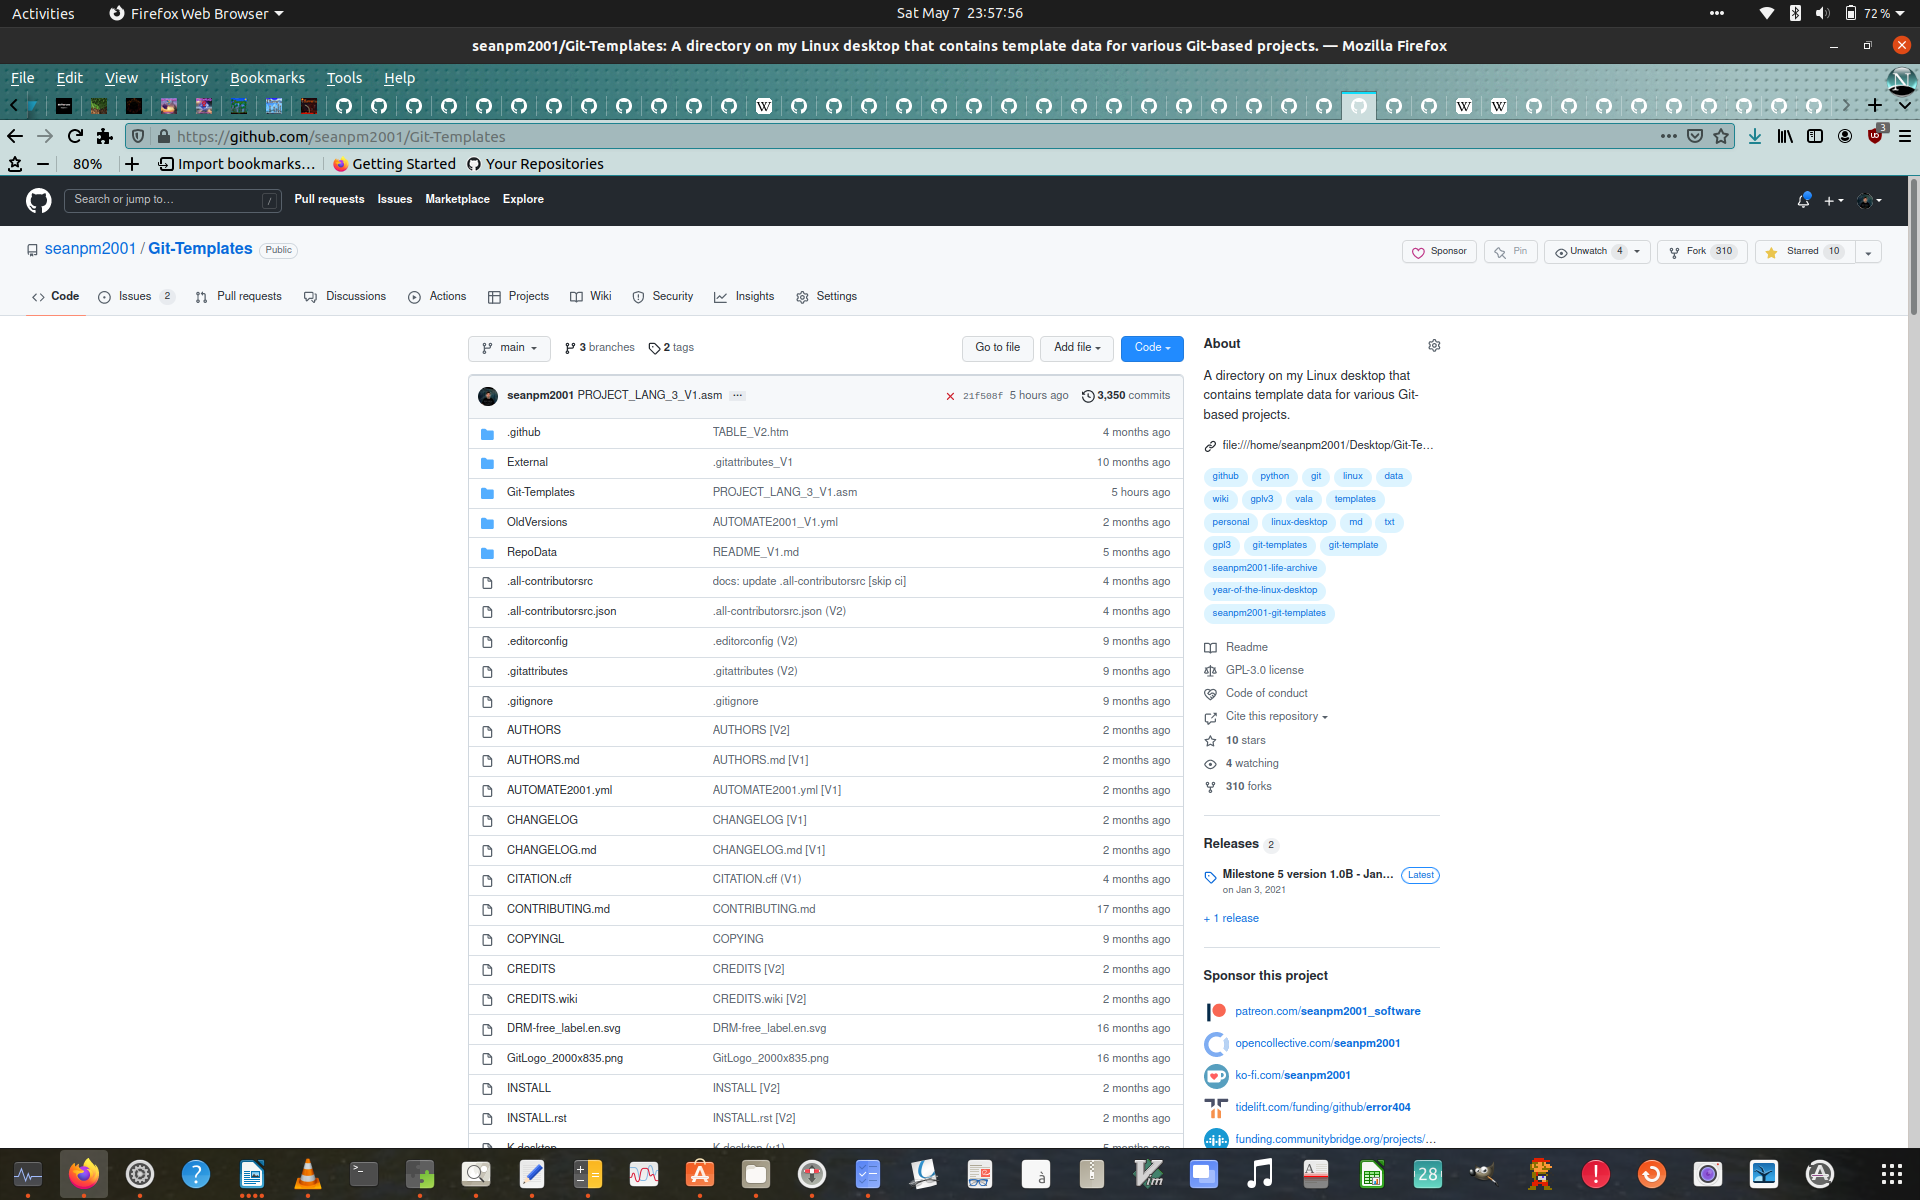 Activities Firefox Web Browser Sat May 7 23:57:56 72 %
seanpm2001/Git-Templates: A directory on my Linux desktop that contains template data for various Git-based projects. — Mozilla Firefox
File Edit View History Bookmarks Tools Help
https://github.com/seanpm2001/Git-Templates 3
80% Import bookmarks… Getting Started Your Repositories
Search or jump to… / Pull requests Issues Marketplace Explore
seanpm2001 / Git-Templates Public Sponsor Pin Unwatch 4 Fork 310 Starred 10
Code Issues 2 Pull requests Discussions Actions Projects Wiki Security Insights Settings
main 3 branches 2 tags Go to file Add file Code
seanpm2001 PROJECT_LANG_3_V1.asm ... 21f508f 5 hours ago 3,350 commits
.github TABLE_V2.htm 4 months ago
External .gitattributes_V1 10 months ago
Git-Templates PROJECT_LANG_3_V1.asm 5 hours ago
OldVersions AUTOMATE2001_V1.yml 2 months ago
RepoData README_V1.md 5 months ago
.all-contributorsrc docs: update .all-contributorsrc [skip ci] 4 months ago
.all-contributorsrc.json .all-contributorsrc.json (V2) 4 months ago
.editorconfig .editorconfig (V2) 9 months ago
.gitattributes .gitattributes (V2) 9 months ago
.gitignore .gitignore 9 months ago
AUTHORS AUTHORS [V2] 2 months ago
AUTHORS.md AUTHORS.md [V1] 2 months ago
AUTOMATE2001.yml AUTOMATE2001.yml [V1] 2 months ago
CHANGELOG CHANGELOG [V1] 2 months ago
CHANGELOG.md CHANGELOG.md [V1] 2 months ago
CITATION.cff CITATION.cff (V1) 4 months ago
CONTRIBUTING.md CONTRIBUTING.md 17 months ago
COPYINGL COPYING 9 months ago
CREDITS CREDITS [V2] 2 months ago
CREDITS.wiki CREDITS.wiki [V2] 2 months ago
DRM-free_label.en.svg DRM-free_label.en.svg 16 months ago
GitLogo_2000x835.png GitLogo_2000x835.png 16 months ago
INSTALL INSTALL [V2] 2 months ago
INSTALL.rst INSTALL.rst [V2] 2 months ago
About
A directory on my Linux desktop that
contains template data for various Git-
based projects.
file:///home/seanpm2001/Desktop/Git-Te…
github python git linux data
wiki gplv3 vala templates
personal linux-desktop md txt
gpl3 git-templates git-template
seanpm2001-life-archive
year-of-the-linux-desktop
seanpm2001-git-templates
Readme
GPL-3.0 license
Code of conduct
Cite this repository
10 stars
4 watching
310 forks
Releases 2
Milestone 5 version 1.0B - Jan… Latest
on Jan 3, 2021
+ 1 release
Sponsor this project
patreon.com/seanpm2001_software
opencollective.com/seanpm2001
ko-fi.com/seanpm2001
tidelift.com/funding/github/error404
funding.communitybridge.org/projects/…
28